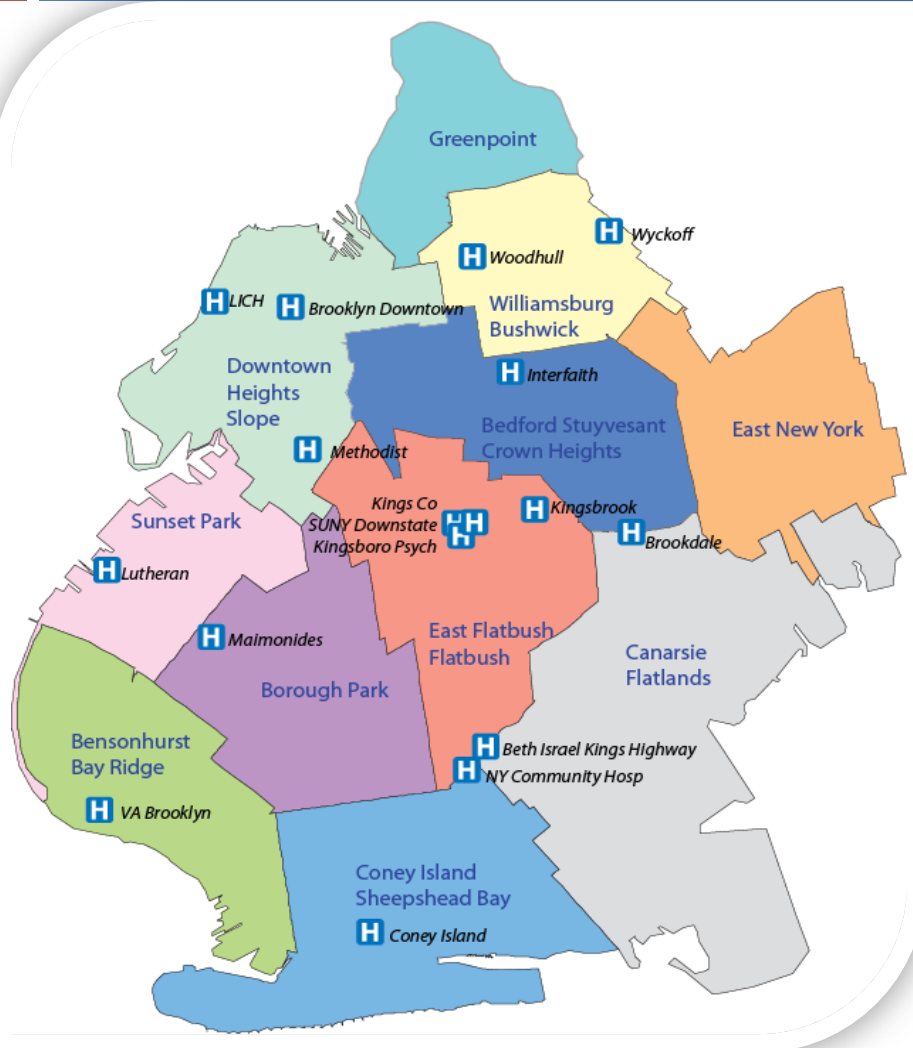 Greenpoint
H Wyckoff
H Woodhull
H LICH
H Brooklyn Downtown
Williamsburg
Bushwick
Downtown
Heights
Slope
H Interfaith
Bedford Stuyvesant
Crown Heights
East New York
H Methodist
Kings Co
SUNY Downstate
Kingsboro Psych
H
H
H
H Kingsbrook
H Brookdale
Sunset Park
H Lutheran
H Maimonides
East Flatbush
Flatbush
Canarsie
Flatlands
Borough Park
Bensonhurst
Bay Ridge
H Beth Israel Kings Highway
H NY Community Hosp
H VA Brooklyn
Coney Island
Sheepshead Bay
H Coney Island